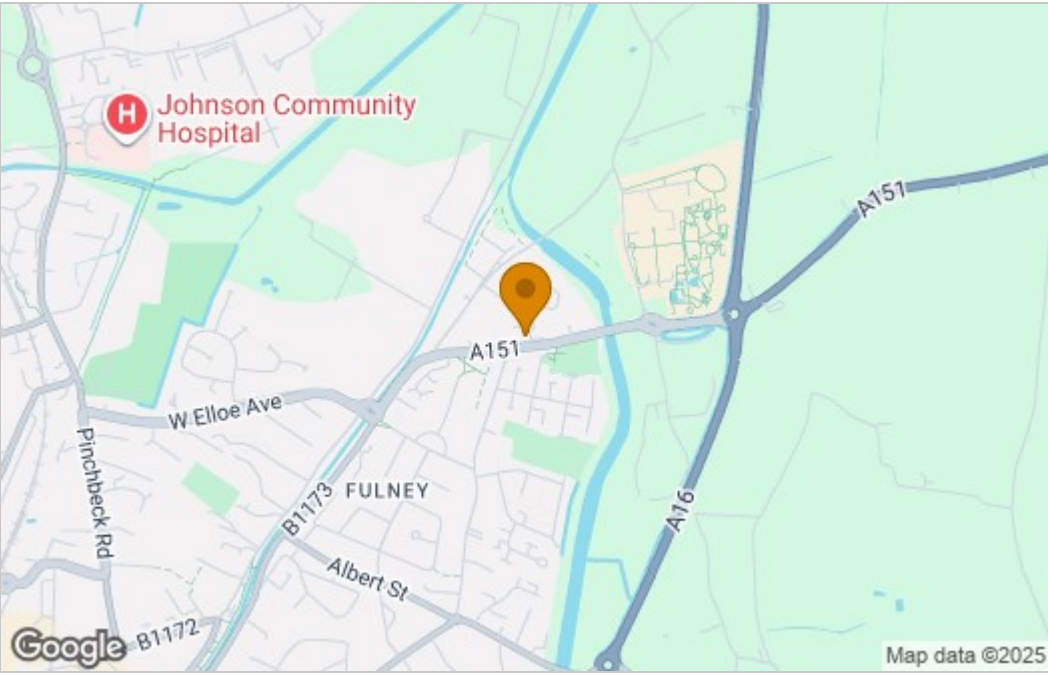 H
Johnson Community
Hospital
A151
A151
W Elloe Ave
Pinchbeck Rd
B1173
FULNEY
A16
Albert St
B1172
Google
Map data ©2025